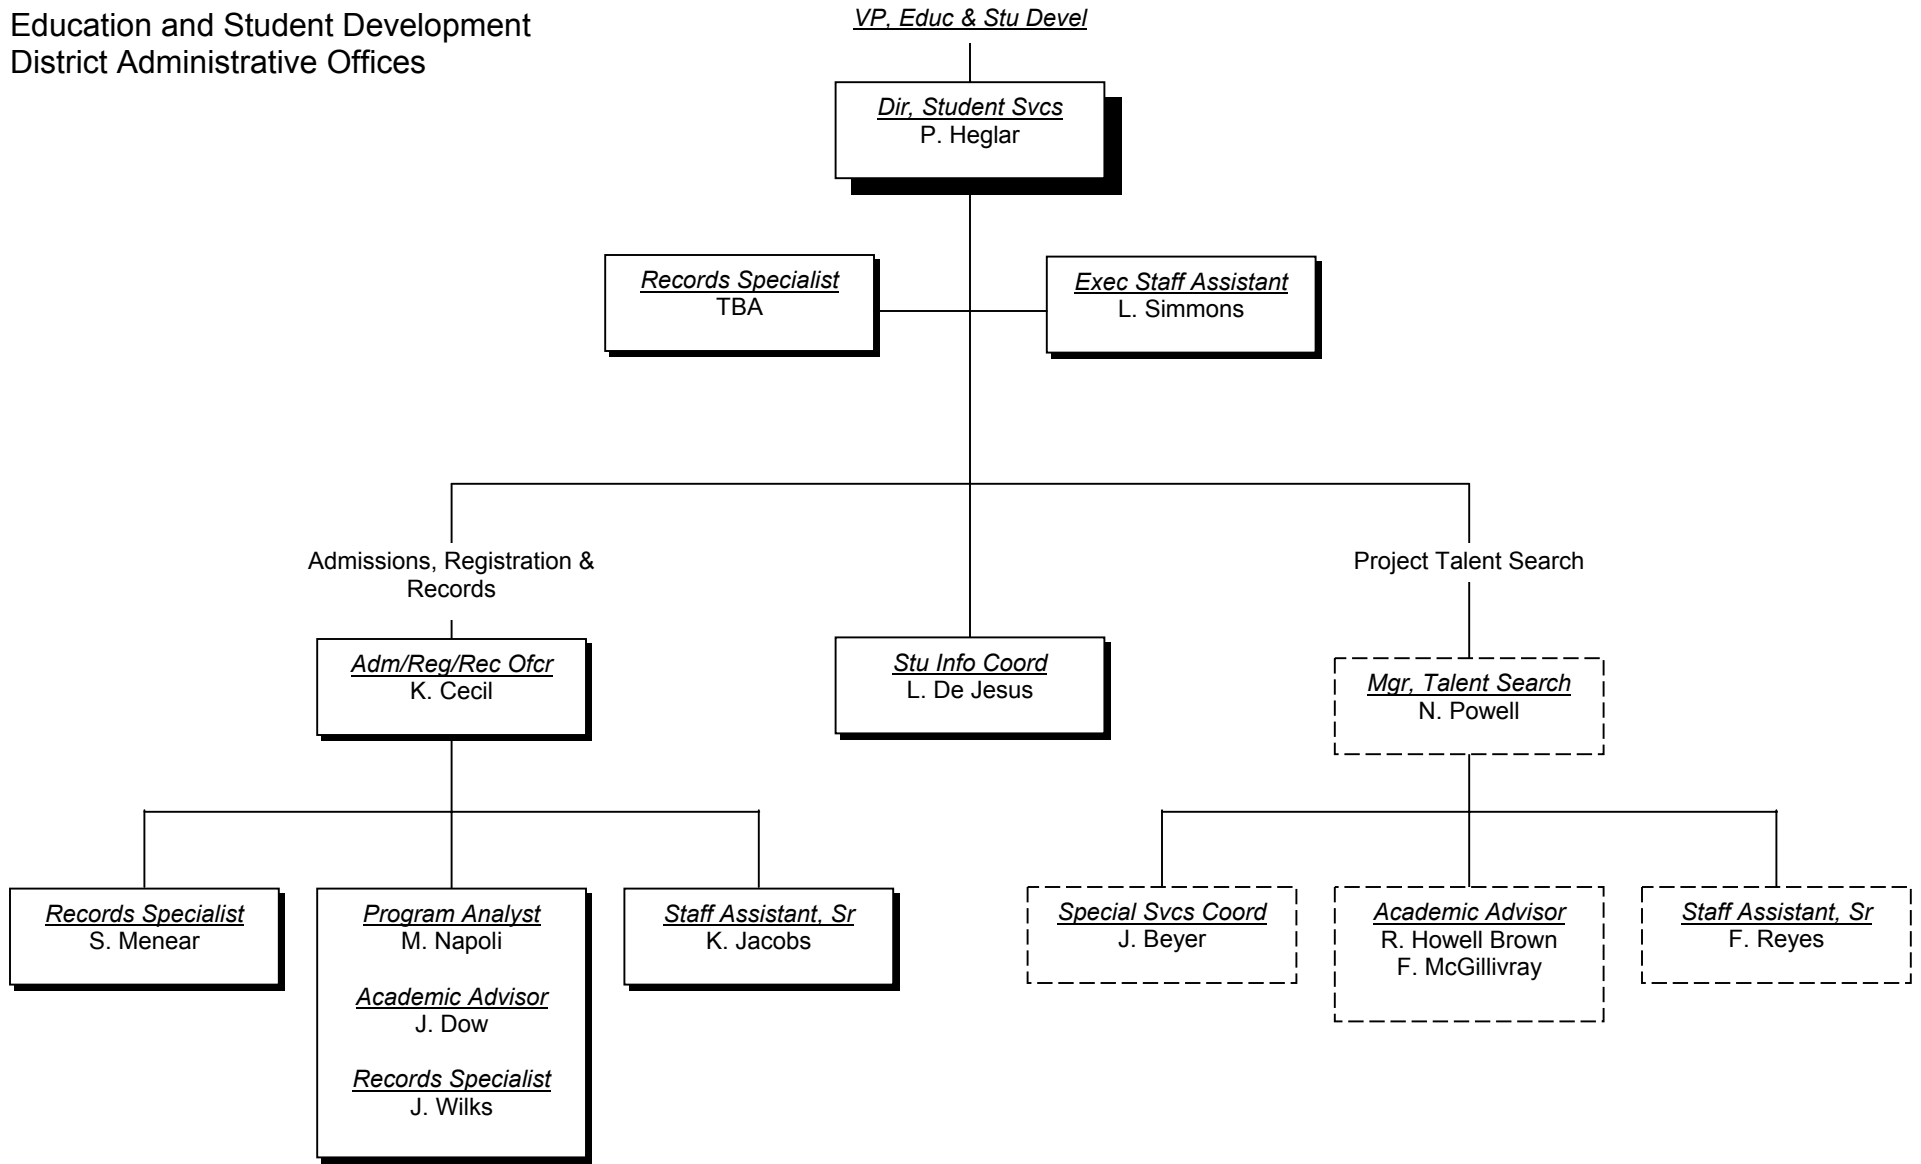 Education and Student Development
District Administrative Offices
VP, Educ & Stu Devel
Dir, Student Svcs
P. Heglar
Records Specialist
TBA
Exec Staff Assistant
L. Simmons
Admissions, Registration &
Records
Project Talent Search
Adm/Reg/Rec Ofcr
K. Cecil
Stu Info Coord
L. De Jesus
Mgr, Talent Search
N. Powell
Records Specialist
S. Menear
Program Analyst
M. Napoli
Academic Advisor
J. Dow
Records Specialist
J. Wilks
Staff Assistant, Sr
K. Jacobs
Special Svcs Coord
J. Beyer
Academic Advisor
R. Howell Brown
F. McGillivray
Staff Assistant, Sr
F. Reyes